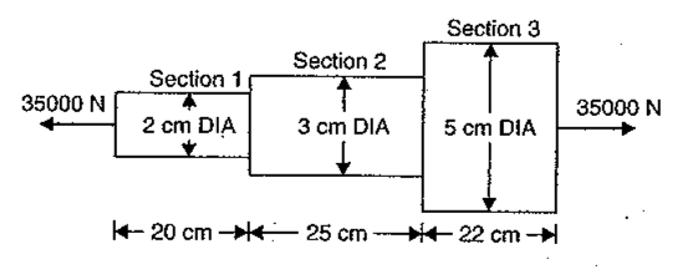 Section 3
Section 2
Section 1
35000 N
35000 N
2 cm DIA
3 cm DIA
5 cm DIA
20 cm
25 cm
22 cm